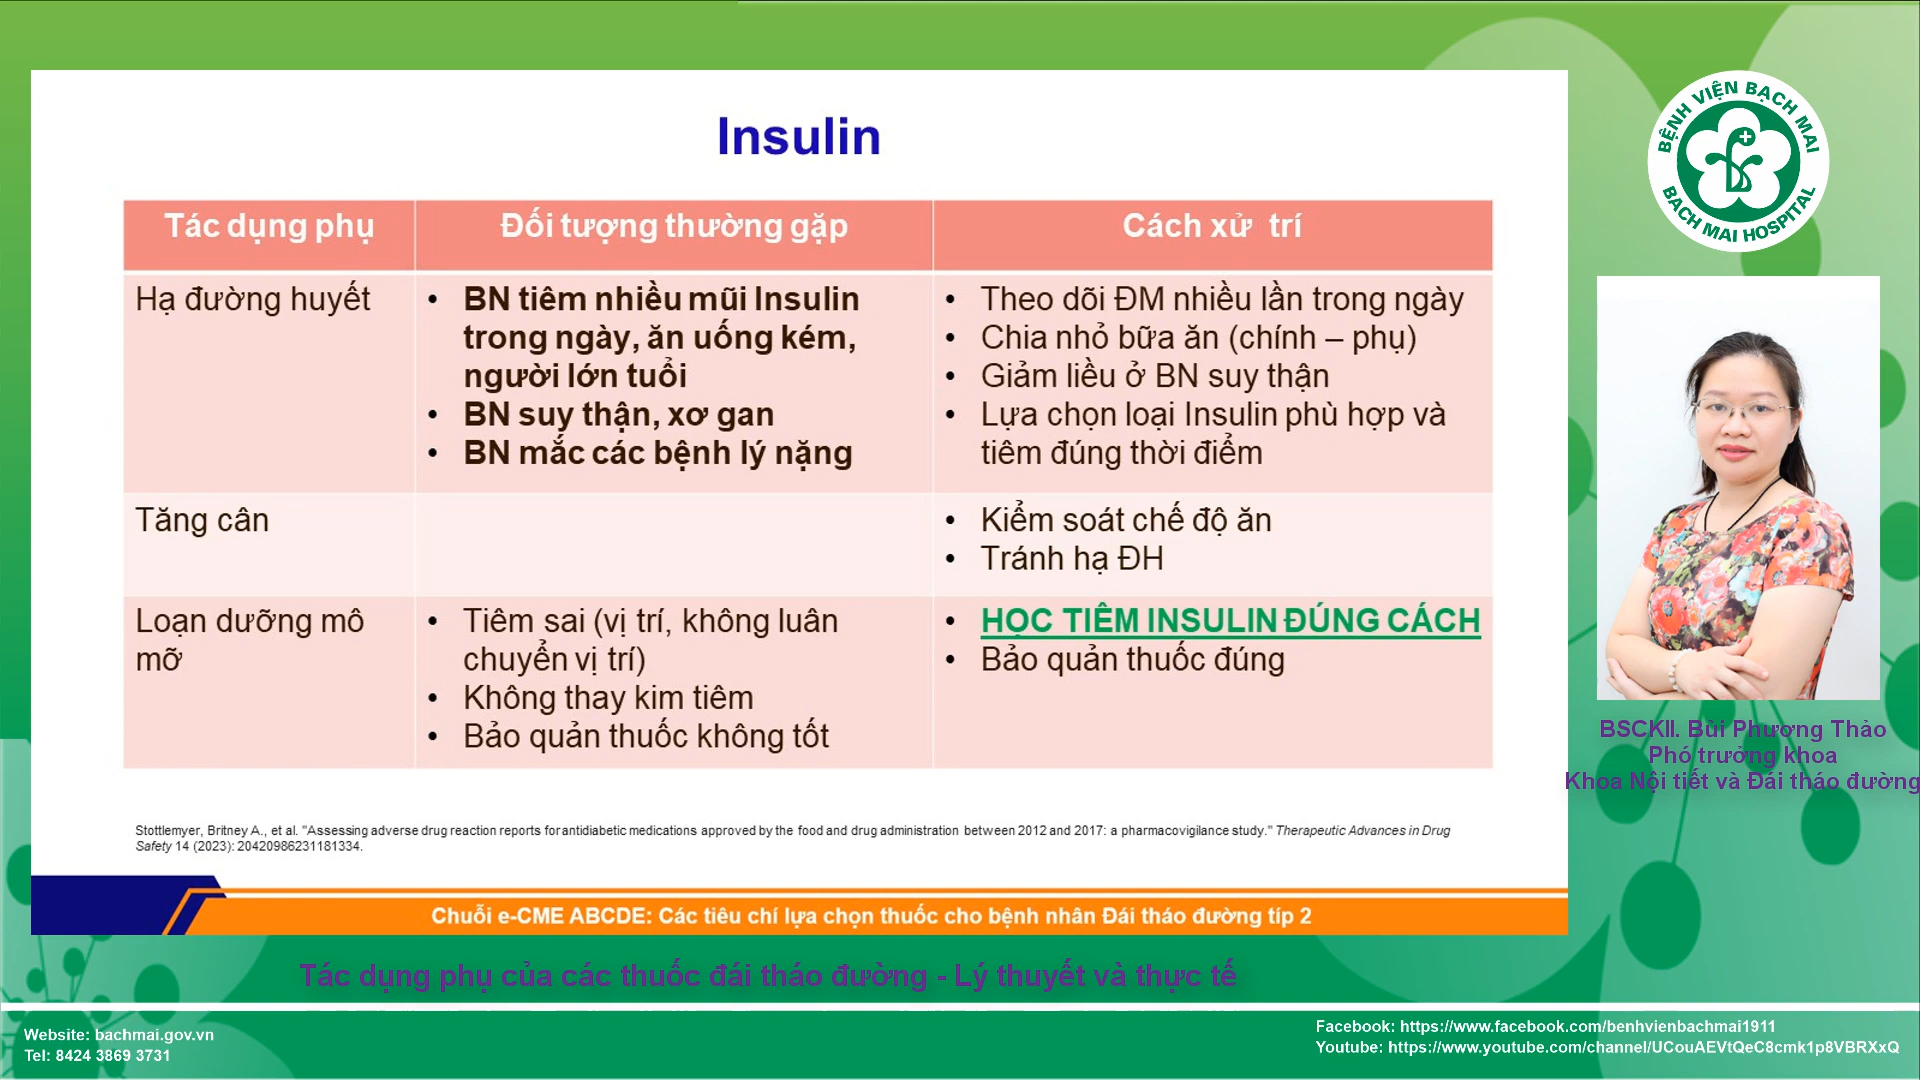 BỆNH VIỆN BẠCH MAI
BACH MAI HOSPITAL
Insulin
Tác dụng phụ
Đối tượng thường gặp
Cách xử trí
Hạ đường huyết
• BN tiêm nhiều mũi Insulin
trong ngày, ăn uống kém,
người lớn tuổi
• BN suy thận, xơ gan
• BN mắc các bệnh lý nặng
• Theo dõi ĐM nhiều lần trong ngày
• Chia nhỏ bữa ăn (chính – phụ)
• Giảm liều ở BN suy thận
• Lựa chọn loại Insulin phù hợp và
tiêm đúng thời điểm
Tăng cân
• Kiểm soát chế độ ăn
• Tránh hạ ĐH
Loạn dưỡng mô
mỡ
• Tiêm sai (vị trí, không luân
chuyển vị trí)
• Không thay kim tiêm
• Bảo quản thuốc không tốt
• HỌC TIÊM INSULIN ĐÚNG CÁCH
• Bảo quản thuốc đúng
Stottlemyer, Britney A., et al. "Assessing adverse drug reaction reports for antidiabetic medications approved by the food and drug administration between 2012 and 2017: a pharmacovigilance study." Therapeutic Advances in Drug
Safety 14 (2023): 20420986231181334.
Chuỗi e-CME ABCDE: Các tiêu chí lựa chọn thuốc cho bệnh nhân Đái tháo đường típ 2
BSCKII. Bùi Phương Thảo
Phó trưởng khoa
Khoa Nội tiết và Đái tháo đường
Tác dụng phụ của các thuốc đái tháo đường - Lý thuyết và thực tế
Website: bachmai.gov.vn
Tel: 8424 3869 3731
Facebook: https://www.facebook.com/benhvienbachmai1911
Youtube: https://www.youtube.com/channel/UCouAEVtQeC8cmk1p8VBRXxQ